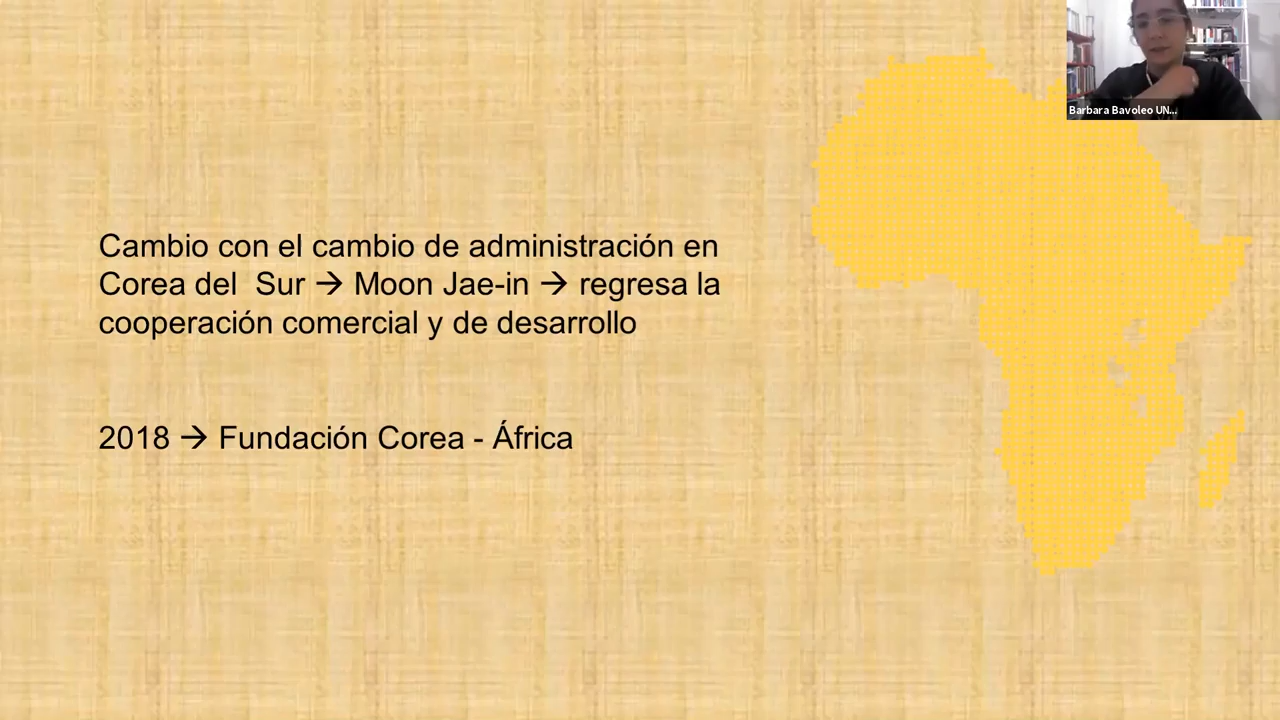 Barbara Bavoleo UN...
Cambio con el cambio de administración en
Corea del  Sur → Moon Jae-in → regresa la
cooperación comercial y de desarrollo
2018 → Fundación Corea - África